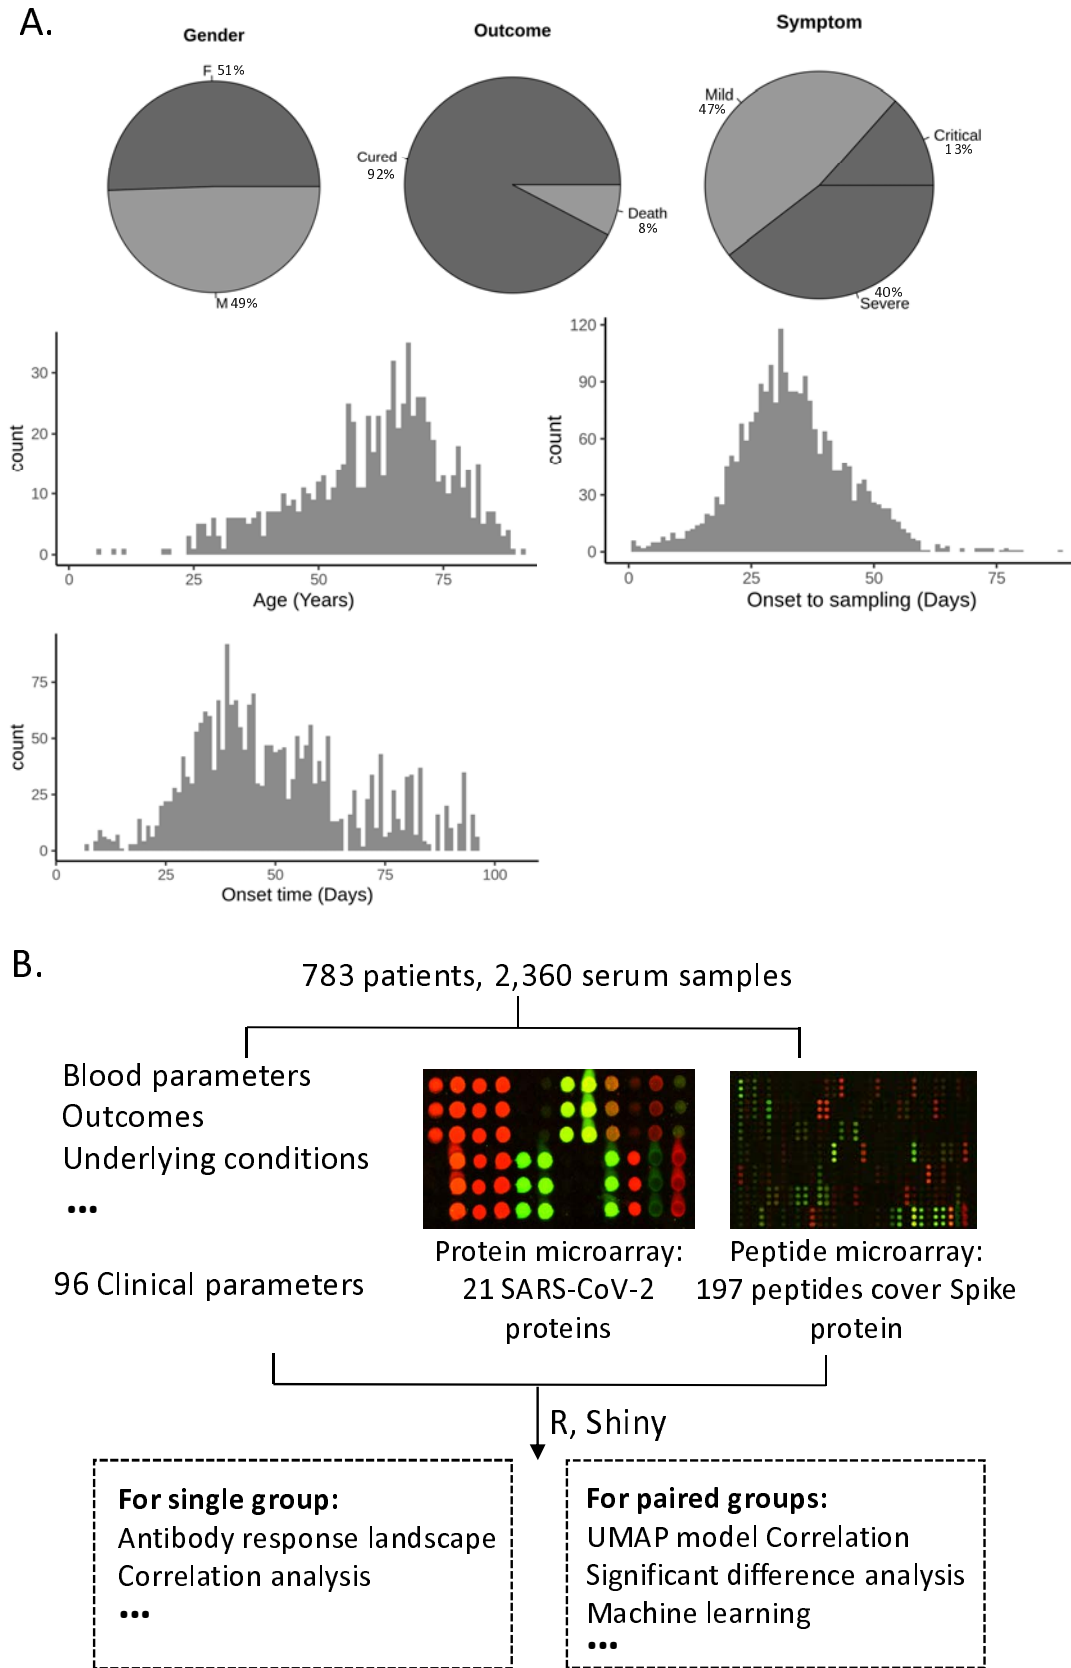 A.
Gender
Outcome
Symptom
F 51%
M 49%
Cured
92%
Death
8%
Mild
47%
Critical
13%
40%
Severe
count
30
20
10
0
0 25 50 75
Age (Years)
count
120
90
60
30
0
0 25 50 75
Onset to sampling (Days)
count
75
50
25
0
0 25 50 75 100
Onset time (Days)
B.
783 patients, 2,360 serum samples
Blood parameters
Outcomes
Underlying conditions
...
96 Clinical parameters
Protein microarray:
21 SARS-CoV-2
proteins
Peptide microarray:
197 peptides cover Spike
protein
R, Shiny
For single group:
Antibody response landscape
Correlation analysis
...
For paired groups:
UMAP model Correlation
Significant difference analysis
Machine learning
...